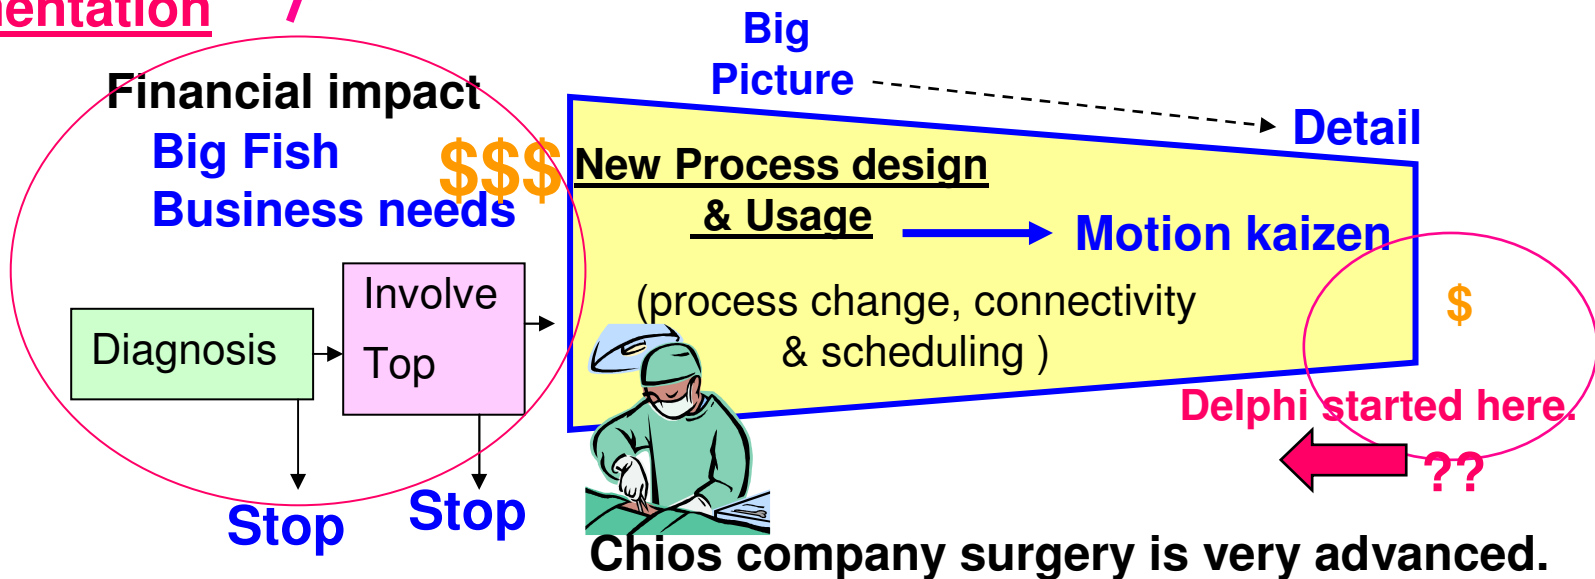 Big
Picture
Detail
Financial impact
Big Fish
$$$
Business needs
New Process design
& Usage
Motion kaizen
(process change, connectivity
& scheduling )
Involve
Top
Diagnosis
$
Delphi started here.
??
Stop
Stop
Chios company surgery is very advanced.